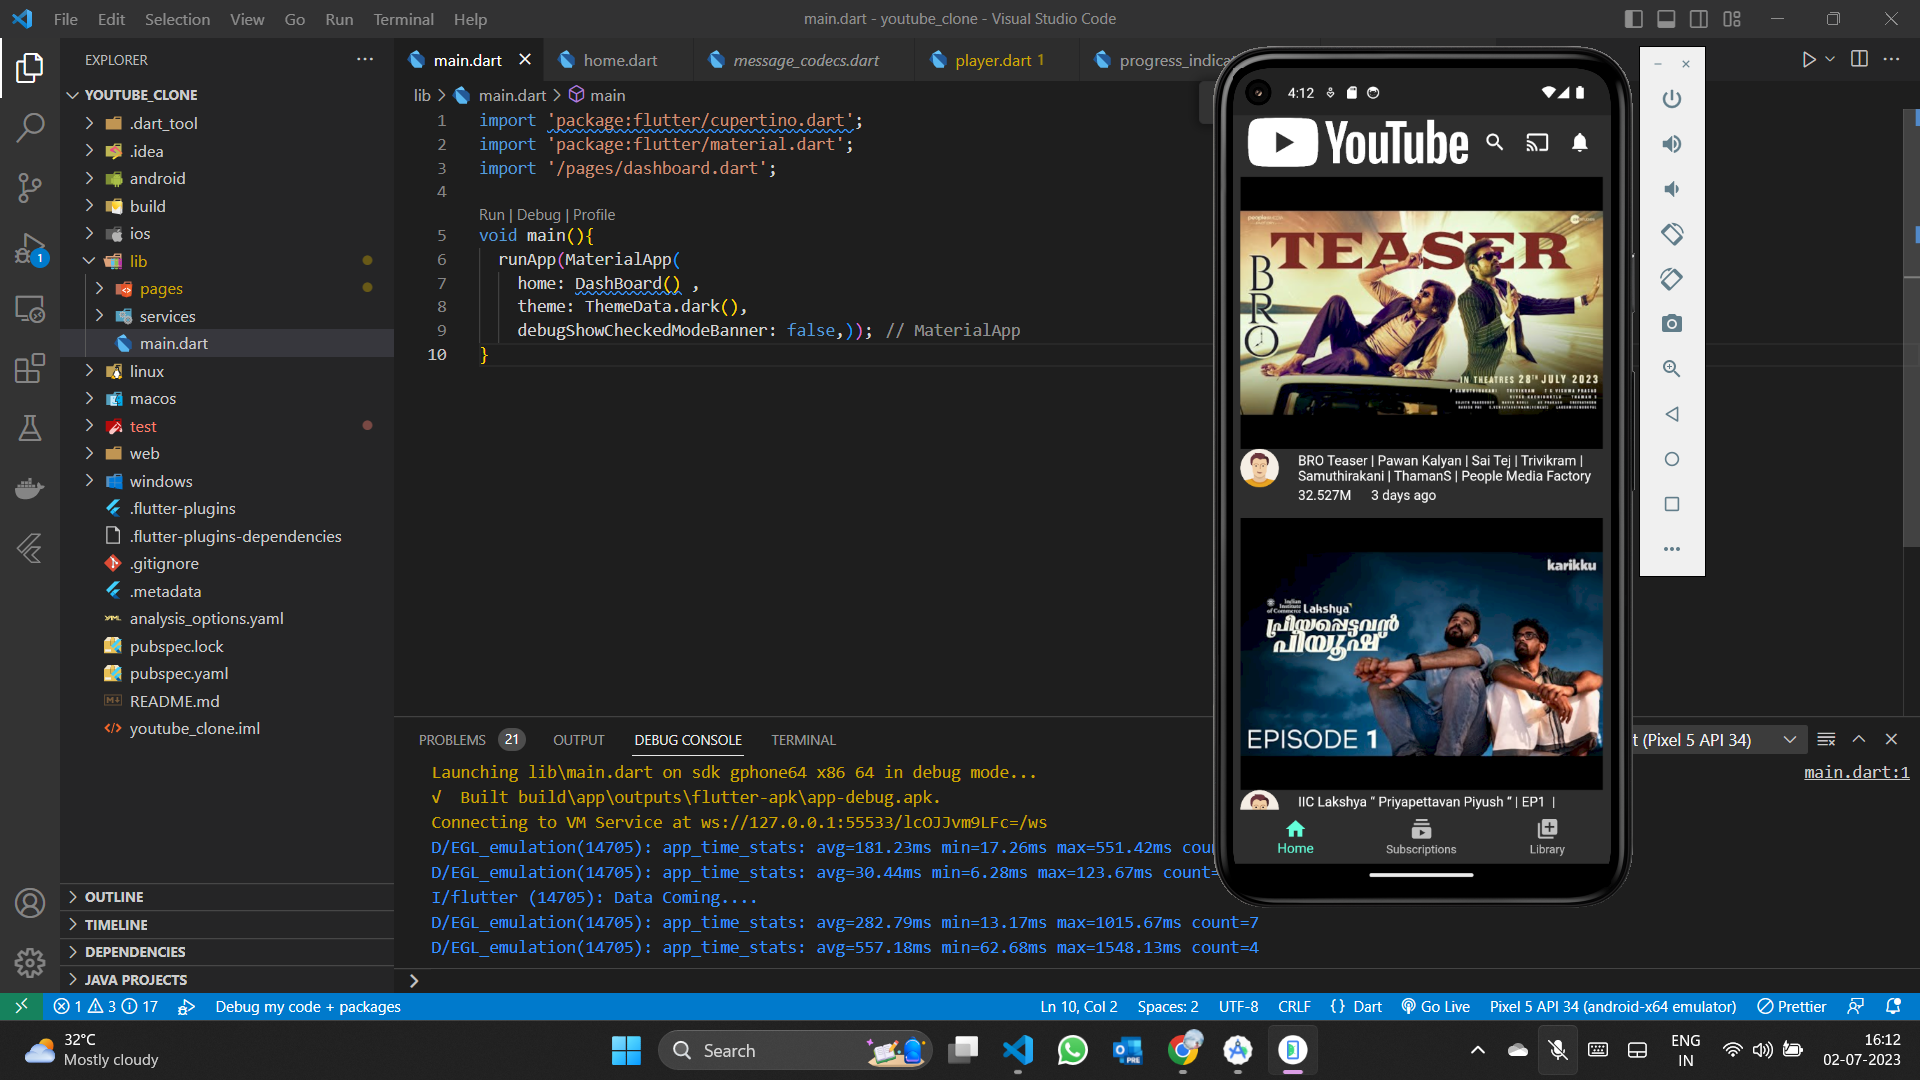 File Edit Selection View Go Run Terminal Help
main.dart - youtube_clone - Visual Studio Code
EXPLORER
YOUTUBE_CLONE
.dart_tool
.idea
android
build
ios
lib
pages
services
main.dart
linux
macos
test
web
windows
.flutter-plugins
.flutter-plugins-dependencies
.gitignore
.metadata
analysis_options.yaml
pubspec.lock
pubspec.yaml
README.md
youtube_clone.iml
OUTLINE
TIMELINE
DEPENDENCIES
JAVA PROJECTS
main.dart home.dart message_codecs.dart player.dart 1 progress_indica
lib > main.dart > main
1 import 'package:flutter/cupertino.dart';
2 import 'package:flutter/material.dart';
3 import '/pages/dashboard.dart';
4
Run | Debug | Profile
5 void main(){
6 runApp(MaterialApp(
7 home: DashBoard() ,
8 theme: ThemeData.dark(),
9 debugShowCheckedModeBanner: false,)); // MaterialApp
10 }
PROBLEMS 21 OUTPUT DEBUG CONSOLE TERMINAL
t (Pixel 5 API 34)
main.dart:1
Launching lib\main.dart on sdk gphone64 x86 64 in debug mode...
√ Built build\app\outputs\flutter-apk\app-debug.apk.
Connecting to VM Service at ws://127.0.0.1:55533/lcOJJvm9LFc=/ws
D/EGL_emulation(14705): app_time_stats: avg=181.23ms min=17.26ms max=551.42ms cou
D/EGL_emulation(14705): app_time_stats: avg=30.44ms min=6.28ms max=123.67ms count=
I/flutter (14705): Data Coming....
D/EGL_emulation(14705): app_time_stats: avg=282.79ms min=13.17ms max=1015.67ms count=7
D/EGL_emulation(14705): app_time_stats: avg=557.18ms min=62.68ms max=1548.13ms count=4
4:12
YouTube
TEASER
BRO
IN THEATRES 28TH JULY 2023
BRO Teaser | Pawan Kalyan | Sai Tej | Trivikram |
Samuthirakani | ThamanS | People Media Factory
32.527M 3 days ago
karikku
Indian
Institute
of Commerce
Lakshya
പ്രിയപ്പെട്ടവൻ
പിയൂഷ്
EPISODE 1
IIC Lakshya “ Priyapettavan Piyush “ | EP1 |
Home Subscriptions Library
1 3 17 Debug my code + packages
Ln 10, Col 2 Spaces: 2 UTF-8 CRLF {} Dart Go Live Pixel 5 API 34 (android-x64 emulator) Prettier
32°C
Mostly cloudy
Search
PRE
ENG
IN
16:12
02-07-2023